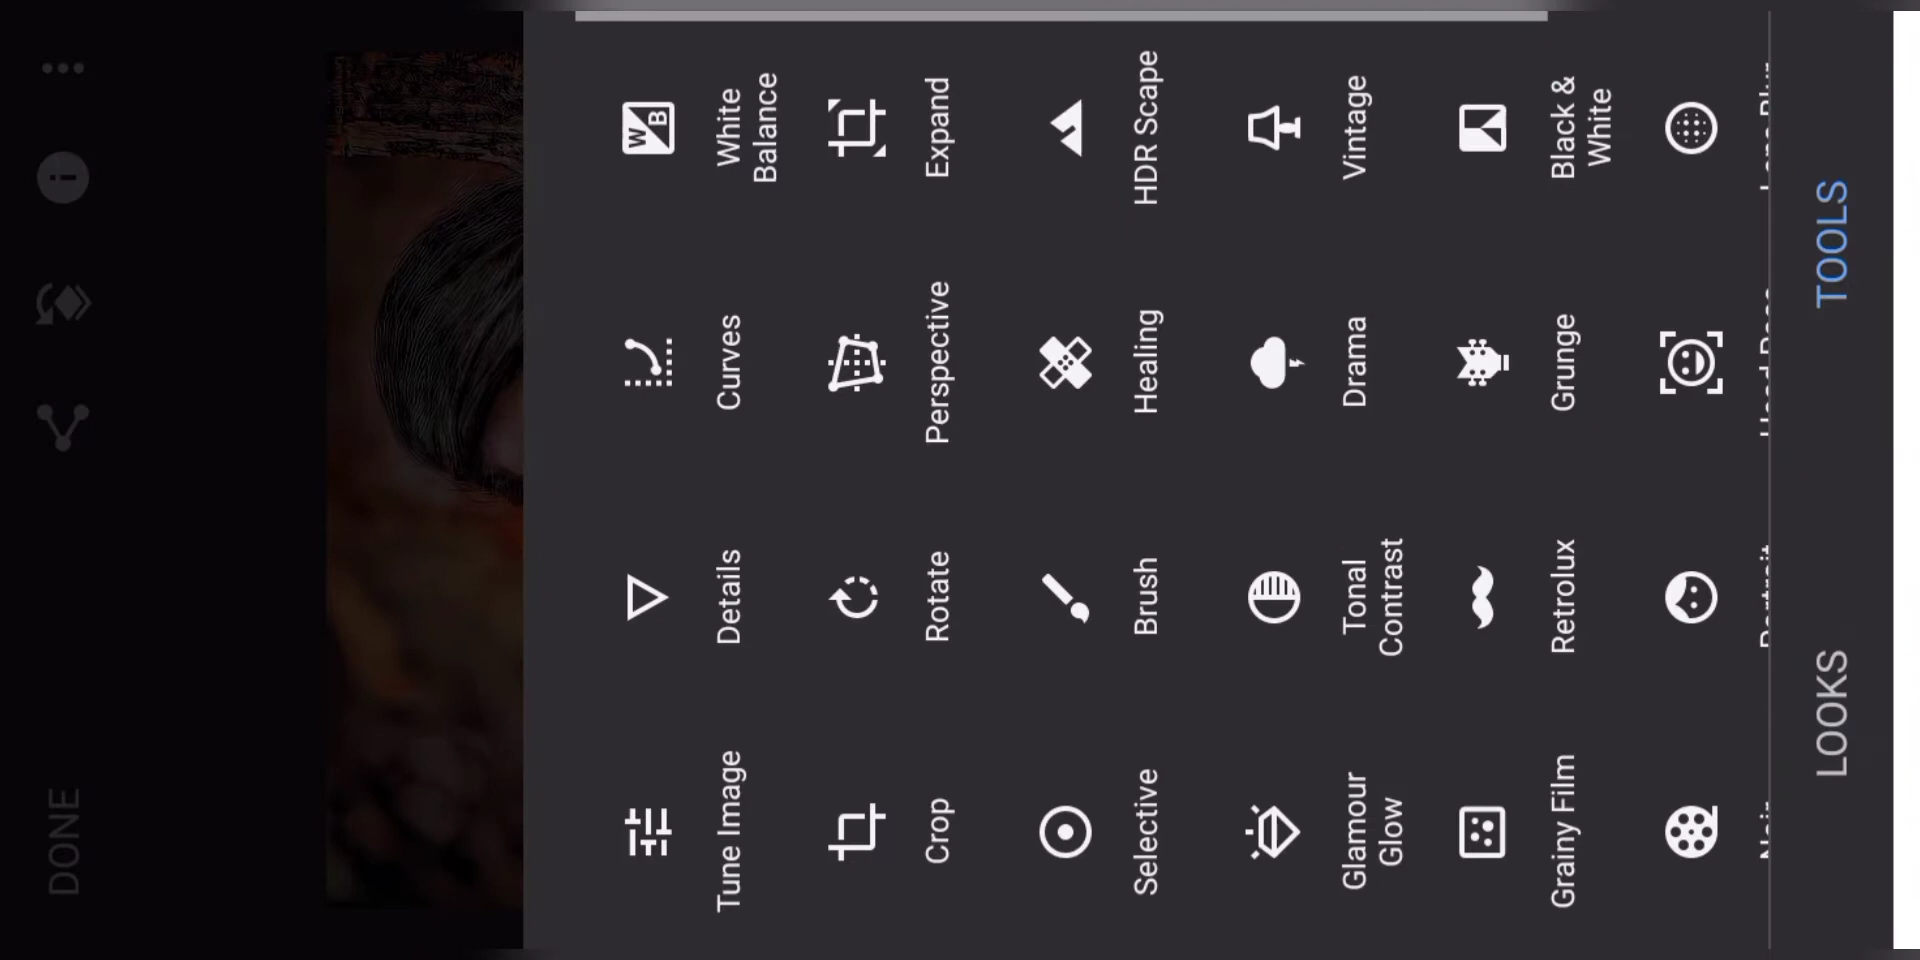 DONE
Tune Image
Details
Curves
White
Balance
Crop
Rotate
Perspective
Expand
Selective
Brush
Healing
HDR Scape
Glamour
Glow
Tonal
Contrast
Drama
Vintage
Grainy Film
Retrolux
Grunge
Black &
White
LOOKS
TOOLS